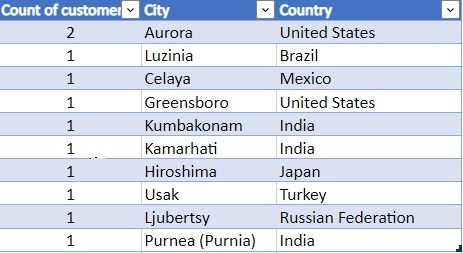 Count of customer City Country
2 Aurora United States
1 Luzinia Brazil
1 Celaya Mexico
1 Greensboro United States
1 Kumbakonam India
1 Kamarhati India
1 Hiroshima Japan
1 Usak Turkey
1 Ljubertsy Russian Federation
1 Purnea (Purnia) India